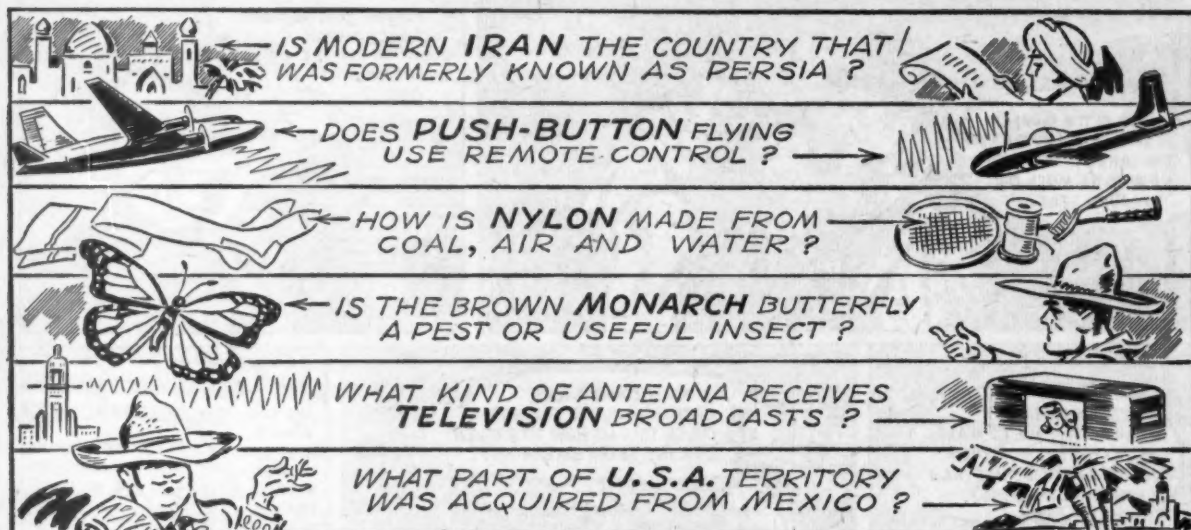 IS MODERN IRAN THE COUNTRY THAT
WAS FORMERLY KNOWN AS PERSIA ?
DOES PUSH-BUTTON FLYING
USE REMOTE CONTROL ?
HOW IS NYLON MADE FROM
COAL, AIR AND WATER ?
IS THE BROWN MONARCH BUTTERFLY
A PEST OR USEFUL INSECT ?
WHAT KIND OF ANTENNA RECEIVES
TELEVISION BROADCASTS ?
WHAT PART OF U.S.A. TERRITORY
WAS ACQUIRED FROM MEXICO ?